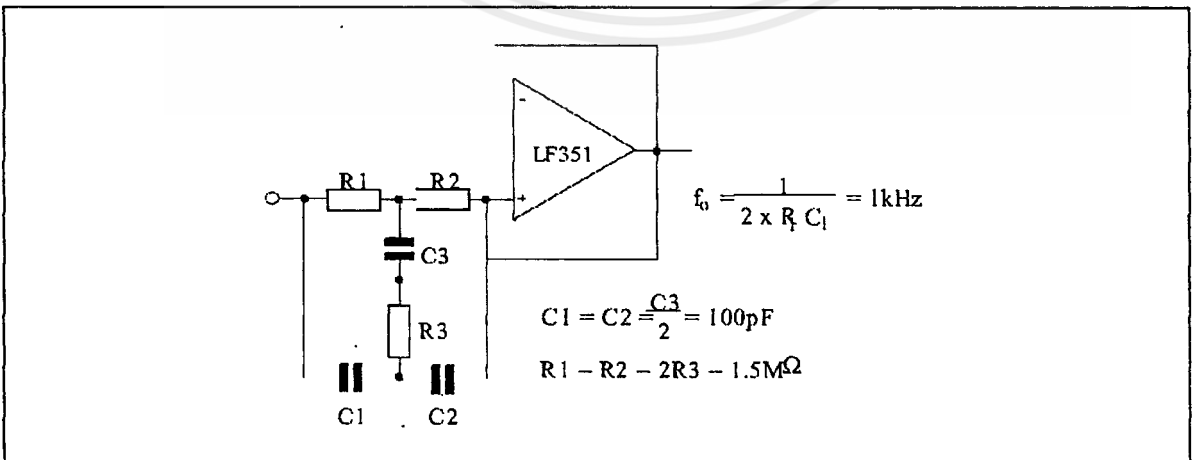 -
LF351
R1 R2
+
C3
R3
C1 C2
f₀ = 1 / 2 x R₁ C₁ = 1kHz
C1 = C2 = C3 / 2 = 100pF
R1 – R2 – 2R3 – 1.5MΩ